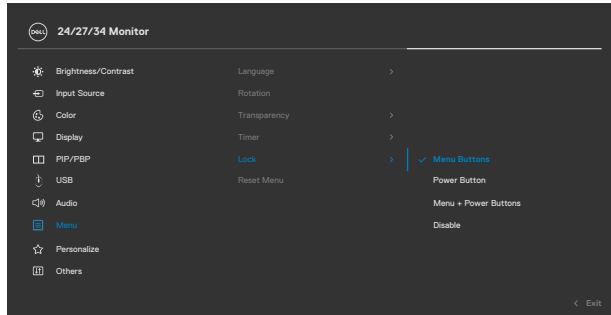 DELL 24/27/34 Monitor
Brightness/Contrast Language >
Input Source Rotation
Color Transparency >
Display Timer >
PIP/PBP Lock > ✓ Menu Buttons
USB Reset Menu Power Button
Audio Menu + Power Buttons
Menu Disable
Personalize
Others
< Exit